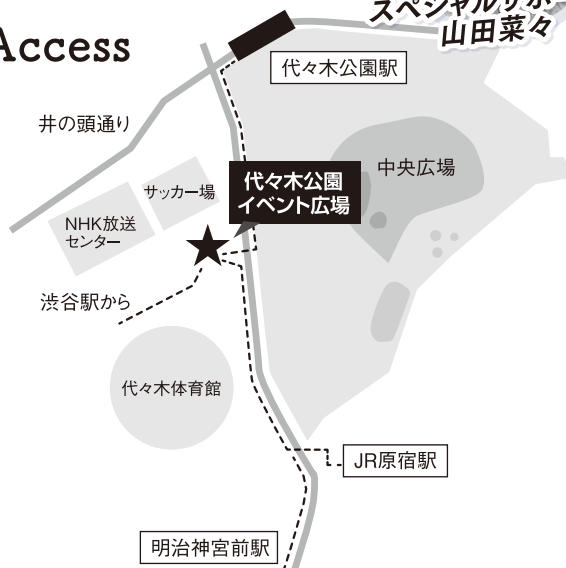 スペシャルサポ
山田菜々
Access
代々木公園駅
井の頭通り
中央広場
サッカー場
代々木公園
イベント広場
NHK放送
センター
渋谷駅から
代々木体育館
JR原宿駅
明治神宮前駅